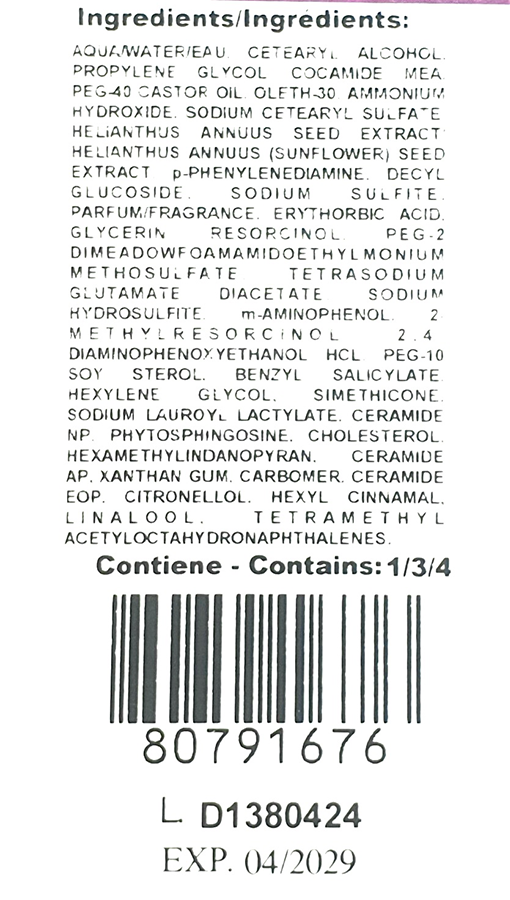 Ingredients/Ingrédients:
AQUA/WATER/EAU. CETEARYL ALCOHOL.
PROPYLENE GLYCOL COCAMIDE MEA.
PEG-40 CASTOR OIL. OLETH-30. AMMONIUM
HYDROXIDE. SODIUM CETEARYL SULFATE
HELIANTHUS ANNUUS SEED EXTRACT
HELIANTHUS ANNUUS (SUNFLOWER) SEED
EXTRACT p-PHENYLENEDIAMINE. DECYL
GLUCOSIDE. SODIUM SULFITE.
PARFUM/FRAGRANCE. ERYTHORBIC ACID.
GLYCERIN RESORCINOL. PEG-2
DIMEADOWFOAMAMIDOETHYLMONIUM
METHOSULFATE TETRASODIUM
GLUTAMATE DIACETATE SODIUM
HYDROSULFITE. m-AMINOPHENOL. 2-
METHYLRESORCINOL 2.4
DIAMINOPHENOXYETHANOL HCL. PEG-10
SOY STEROL. BENZYL SALICYLATE.
HEXYLENE GLYCOL. SIMETHICONE.
SODIUM LAUROYL LACTYLATE. CERAMIDE
NP. PHYTOSPHINGOSINE. CHOLESTEROL.
HEXAMETHYLINDANOPYRAN. CERAMIDE
AP. XANTHAN GUM. CARBOMER. CERAMIDE
EOP. CITRONELLOL. HEXYL CINNAMAL.
LINALOOL. TETRAMETHYL
ACETYLOCTAHYDRONAPHTHALENES.
Contiene - Contains: 1/3/4
80791676
L D1380424
EXP. 04/2029